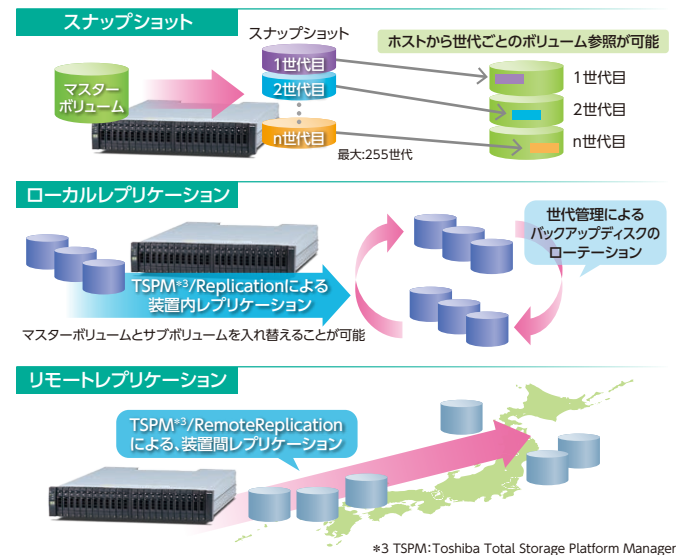 スナップショット
スナップショット
ホストから世代ごとのボリューム参照が可能
マスター
ボリューム
1世代目
2世代目
n世代目
最大:255世代
1世代目
2世代目
n世代目
ローカルレプリケーション
TSPM*3/Replicationによる
装置内レプリケーション
世代管理による
バックアップディスクの
ローテーション
マスターボリュームとサブボリュームを入れ替えることが可能
リモートレプリケーション
TSPM*3/RemoteReplication
による、装置間レプリケーション
*3 TSPM:Toshiba Total Storage Platform Manager